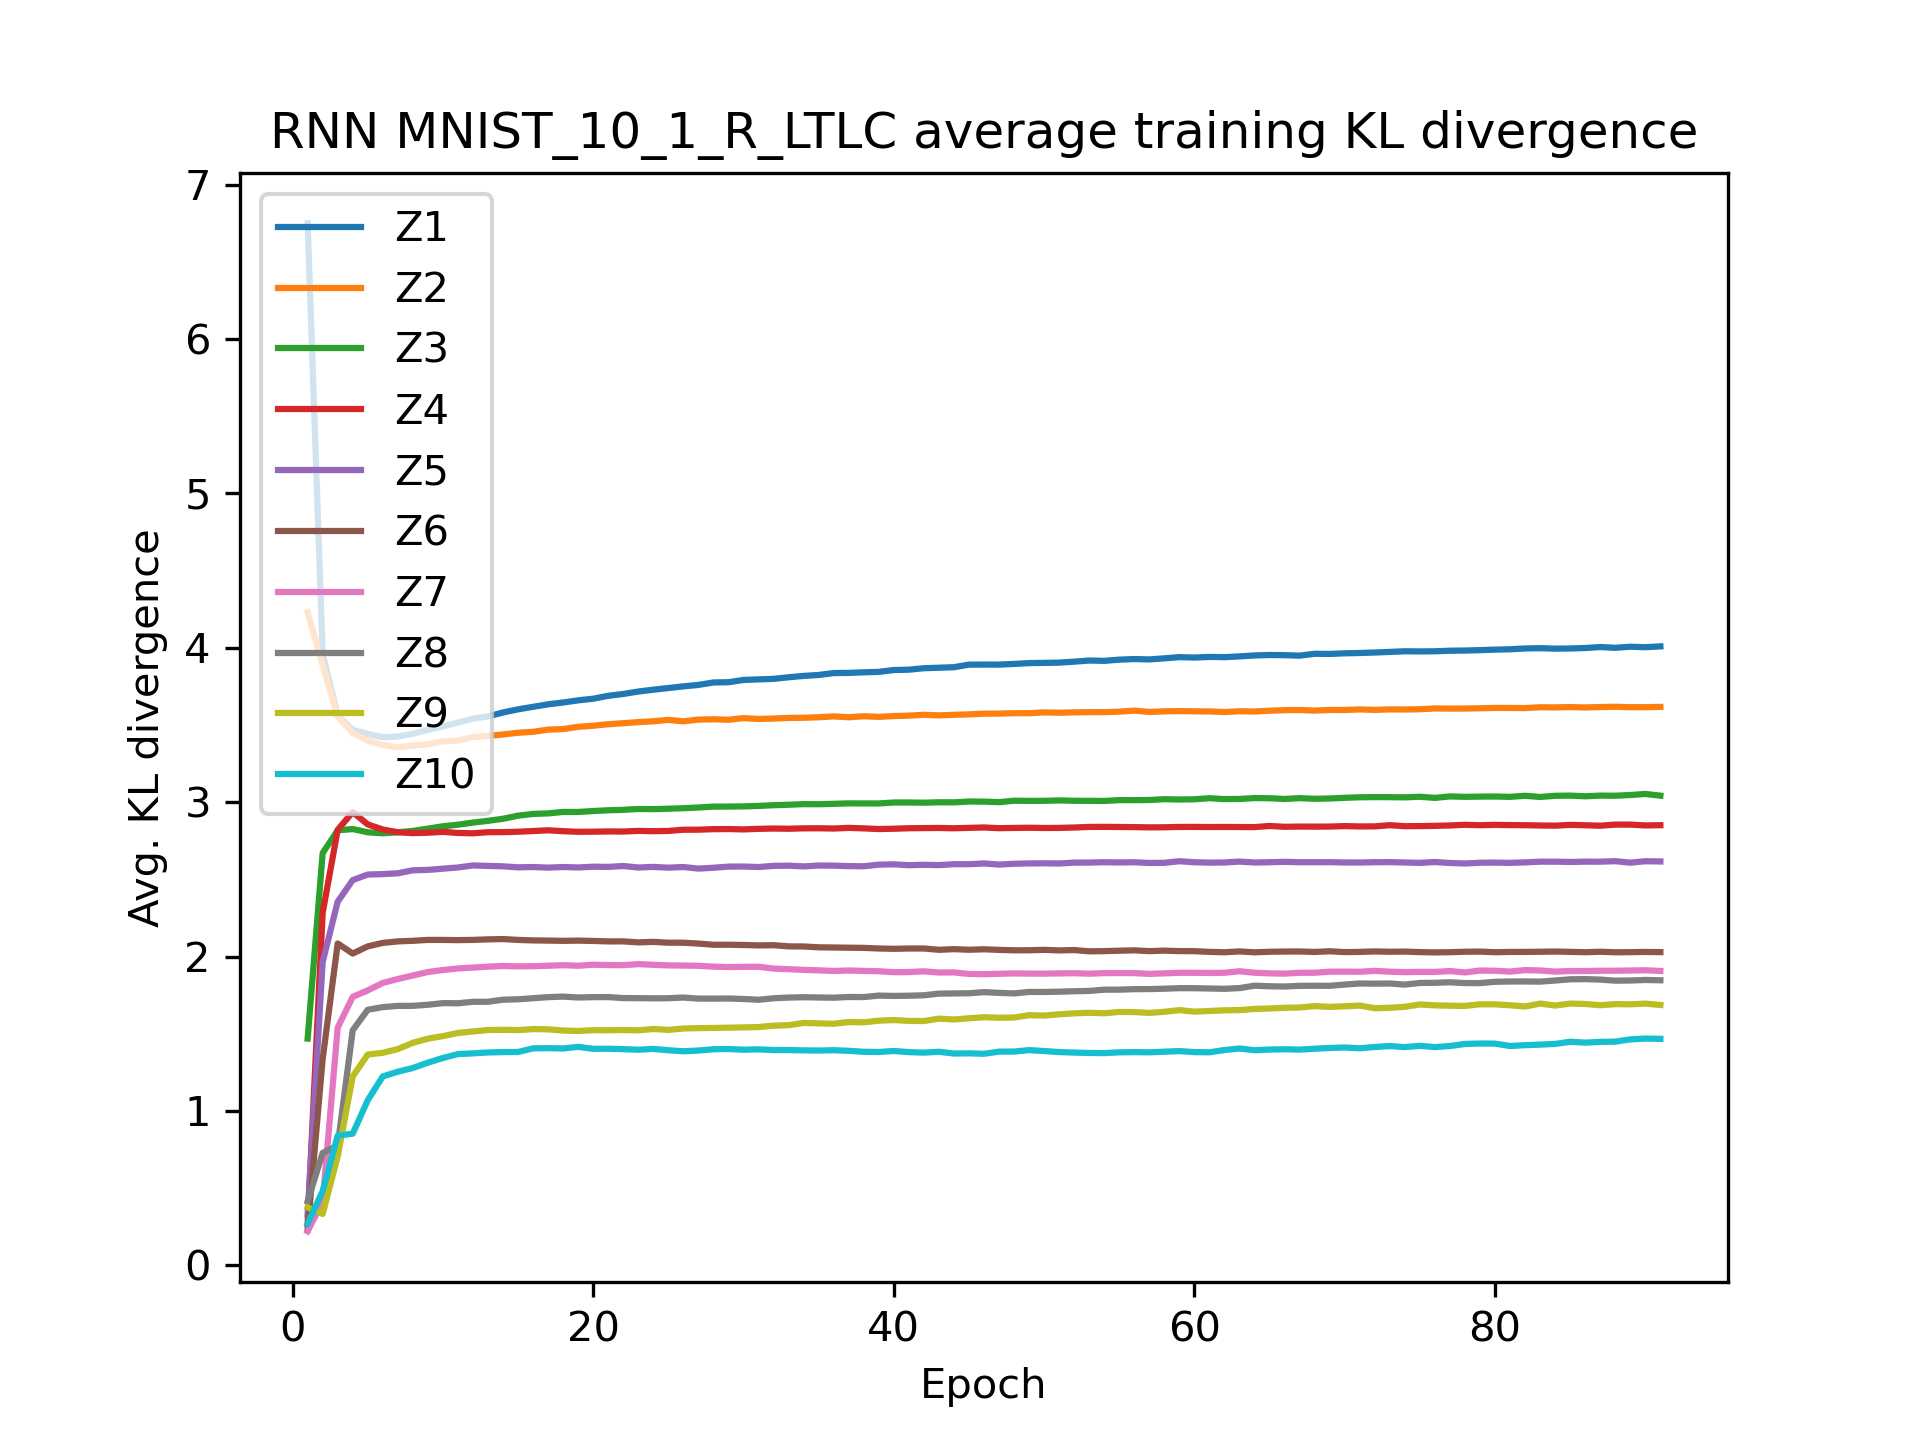 RNN MNIST_10_1_R_LTLC average training KL divergence
7
6
5
4
3
2
1
0
Avg. KL divergence
Z1
Z2
Z3
Z4
Z5
Z6
Z7
Z8
Z9
Z10
0 20 40 60 80
Epoch